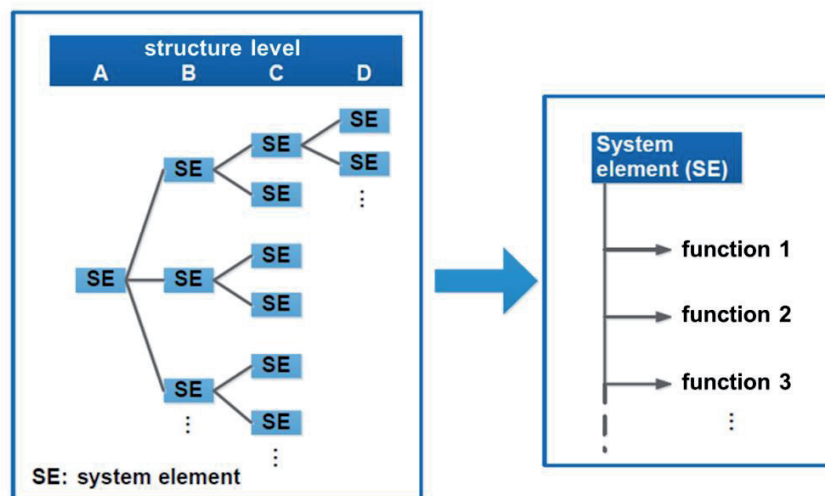 structure level
A B C D
SE
SE
SE
SE
SE
SE
SE
SE
SE
SE
SE
SE
⋮
⋮
⋮
SE: system element
System
element (SE)
function 1
function 2
function 3
⋮